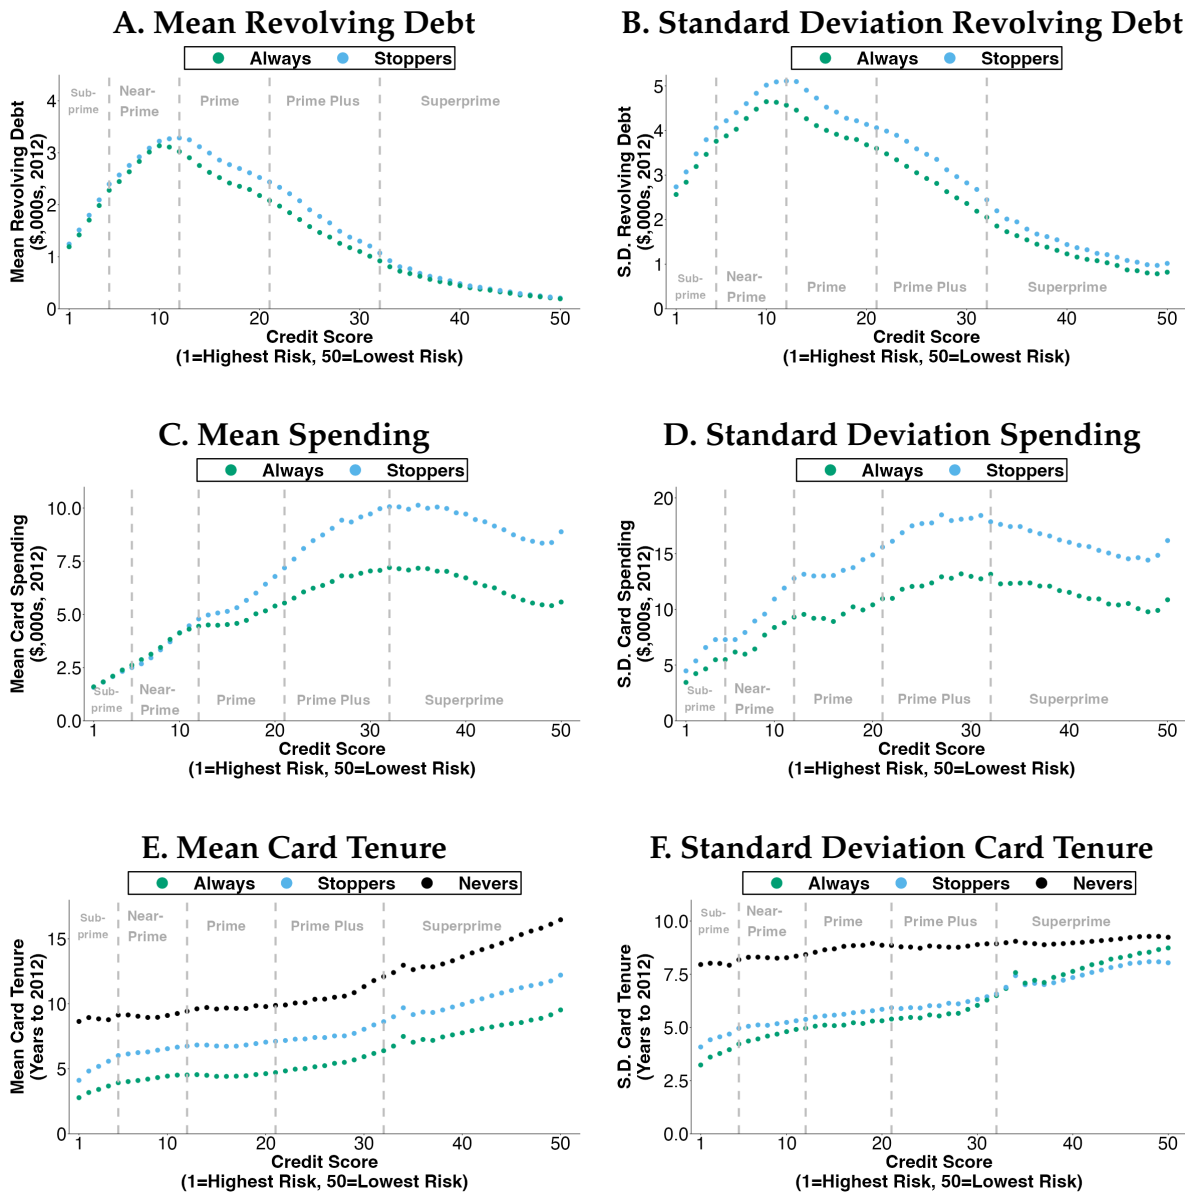 A. Mean Revolving Debt
Always Stoppers
Sub-
prime
Near-
Prime
Prime
Prime Plus
Superprime
Mean Revolving Debt
($,000s, 2012)
4
3
2
1
0
1 10 20 30 40 50
Credit Score
(1=Highest Risk, 50=Lowest Risk)
B. Standard Deviation Revolving Debt
Always Stoppers
S.D. Revolving Debt
($,000s, 2012)
5
4
3
2
1
0
Sub-
prime
Near-
Prime
Prime
Prime Plus
Superprime
1 10 20 30 40 50
Credit Score
(1=Highest Risk, 50=Lowest Risk)
C. Mean Spending
Always Stoppers
Mean Card Spending
($,000s, 2012)
10.0
7.5
5.0
2.5
0.0
Sub-
prime
Near-
Prime
Prime
Prime Plus
Superprime
1 10 20 30 40 50
Credit Score
(1=Highest Risk, 50=Lowest Risk)
D. Standard Deviation Spending
Always Stoppers
S.D. Card Spending
($,000s, 2012)
20
15
10
5
0
Sub-
prime
Near-
Prime
Prime
Prime Plus
Superprime
1 10 20 30 40 50
Credit Score
(1=Highest Risk, 50=Lowest Risk)
E. Mean Card Tenure
Always Stoppers Nevers
Sub-
prime
Near-
Prime
Prime
Prime Plus
Superprime
Mean Card Tenure
(Years to 2012)
15
10
5
0
1 10 20 30 40 50
Credit Score
(1=Highest Risk, 50=Lowest Risk)
F. Standard Deviation Card Tenure
Always Stoppers Nevers
Sub-
prime
Near-
Prime
Prime
Prime Plus
Superprime
S.D. Card Tenure
(Years to 2012)
10.0
7.5
5.0
2.5
0.0
1 10 20 30 40 50
Credit Score
(1=Highest Risk, 50=Lowest Risk)